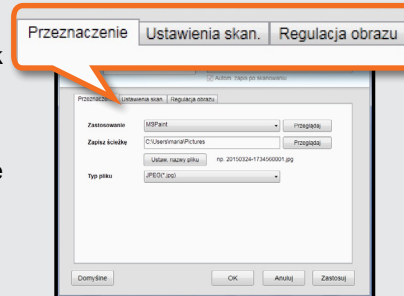 Przeznaczenie Ustawienia skan. Regulacja obrazu
k
Autom. zapis po skanowaniu
Przeznaczenie Ustawienia skan. Regulacja obrazu
Zastosowanie MSPaint Przeglądaj
Zapisz ścieżkę C:\Users\maria\Pictures Przeglądaj
e
Ustaw. nazwy pliku np. 20150324-1734560001.jpg
Typ pliku JPEG(*.jpg)
Domyślne OK Anuluj Zastosuj